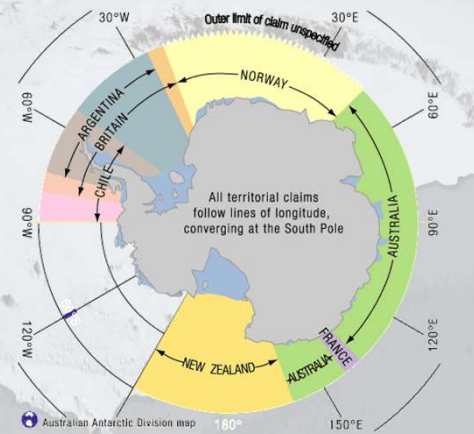 Outer limit of claim unspecified
30°W
30°E
60°W
60°E
90°W
90°E
120°W
120°E
180°
150°E
NORWAY
ARGENTINA
BRITAIN
CHILE
AUSTRALIA
FRANCE
AUSTRALIA
NEW ZEALAND
All territorial claims
follow lines of longitude,
converging at the South Pole
Australian Antarctic Division map